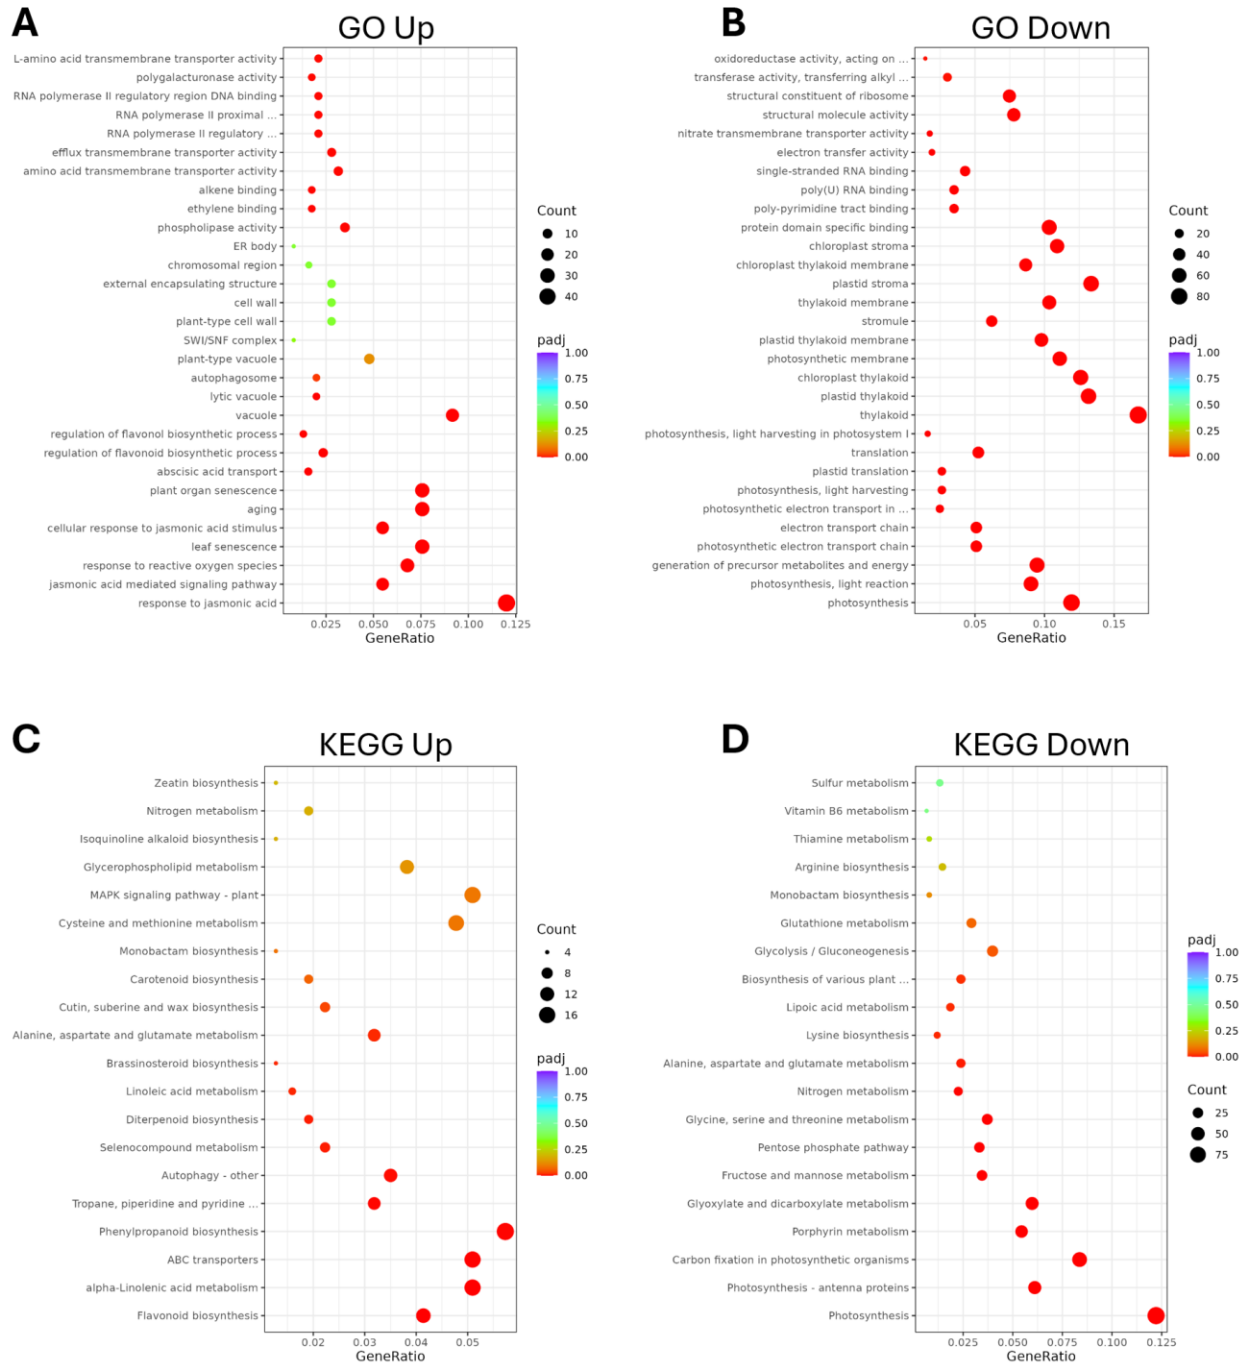 A
GO Up
L-amino acid transmembrane transporter activity
polygalacturonase activity
RNA polymerase II regulatory region DNA binding
RNA polymerase II proximal ...
RNA polymerase II regulatory ...
efflux transmembrane transporter activity
amino acid transmembrane transporter activity
alkene binding
ethylene binding
phospholipase activity
ER body
chromosomal region
external encapsulating structure
cell wall
plant-type cell wall
SWI/SNF complex
plant-type vacuole
autophagosome
lytic vacuole
vacuole
regulation of flavonol biosynthetic process
regulation of flavonoid biosynthetic process
abscisic acid transport
plant organ senescence
aging
cellular response to jasmonic acid stimulus
leaf senescence
response to reactive oxygen species
jasmonic acid mediated signaling pathway
response to jasmonic acid
0.025 0.050 0.075 0.100 0.125
GeneRatio
Count
10
20
30
40
padj
1.00
0.75
0.50
0.25
0.00
B
GO Down
oxidoreductase activity, acting on ...
transferase activity, transferring alkyl ...
structural constituent of ribosome
structural molecule activity
nitrate transmembrane transporter activity
electron transfer activity
single-stranded RNA binding
poly(U) RNA binding
poly-pyrimidine tract binding
protein domain specific binding
chloroplast stroma
chloroplast thylakoid membrane
plastid stroma
thylakoid membrane
stromule
plastid thylakoid membrane
photosynthetic membrane
chloroplast thylakoid
plastid thylakoid
thylakoid
photosynthesis, light harvesting in photosystem I
translation
plastid translation
photosynthesis, light harvesting
photosynthetic electron transport in ...
electron transport chain
photosynthetic electron transport chain
generation of precursor metabolites and energy
photosynthesis, light reaction
photosynthesis
0.05 0.10 0.15
GeneRatio
Count
20
40
60
80
padj
1.00
0.75
0.50
0.25
0.00
C
KEGG Up
Zeatin biosynthesis
Nitrogen metabolism
Isoquinoline alkaloid biosynthesis
Glycerophospholipid metabolism
MAPK signaling pathway - plant
Cysteine and methionine metabolism
Monobactam biosynthesis
Carotenoid biosynthesis
Cutin, suberine and wax biosynthesis
Alanine, aspartate and glutamate metabolism
Brassinosteroid biosynthesis
Linoleic acid metabolism
Diterpenoid biosynthesis
Selenocompound metabolism
Autophagy - other
Tropane, piperidine and pyridine ...
Phenylpropanoid biosynthesis
ABC transporters
alpha-Linolenic acid metabolism
Flavonoid biosynthesis
0.02 0.03 0.04 0.05
GeneRatio
Count
4
8
12
16
padj
1.00
0.75
0.50
0.25
0.00
D
KEGG Down
Sulfur metabolism
Vitamin B6 metabolism
Thiamine metabolism
Arginine biosynthesis
Monobactam biosynthesis
Glutathione metabolism
Glycolysis / Gluconeogenesis
Biosynthesis of various plant ...
Lipoic acid metabolism
Lysine biosynthesis
Alanine, aspartate and glutamate metabolism
Nitrogen metabolism
Glycine, serine and threonine metabolism
Pentose phosphate pathway
Fructose and mannose metabolism
Glyoxylate and dicarboxylate metabolism
Porphyrin metabolism
Carbon fixation in photosynthetic organisms
Photosynthesis - antenna proteins
Photosynthesis
0.025 0.050 0.075 0.100 0.125
GeneRatio
padj
1.00
0.75
0.50
0.25
0.00
Count
25
50
75